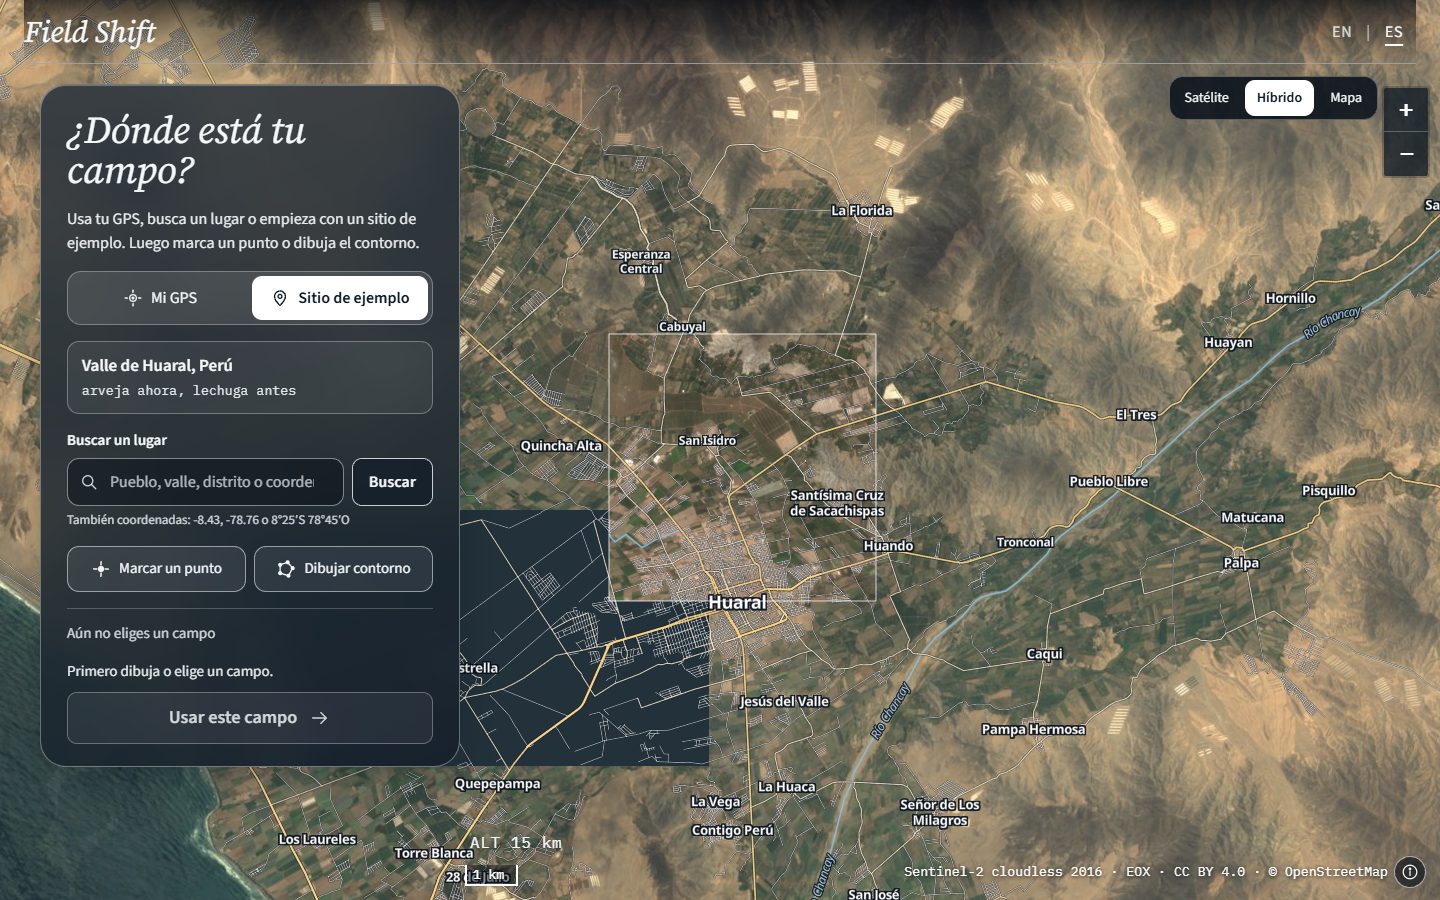 Field Shift
EN | ES
Satélite Híbrido Mapa
+
−
¿Dónde está tu
campo?
Usa tu GPS, busca un lugar o empieza con un sitio de
ejemplo. Luego marca un punto o dibuja el contorno.
Mi GPS
Sitio de ejemplo
Valle de Huaral, Perú
arveja ahora, lechuga antes
Buscar un lugar
Pueblo, valle, distrito o coorde
Buscar
También coordenadas: -8.43, -78.76 o 8°25'S 78°45'O
Marcar un punto
Dibujar contorno
Aún no eliges un campo
Primero dibuja o elige un campo.
Usar este campo →
La Florida
Esperanza
Central
Cabuyal
Hornillo
Río Chancay
Huayan
El Tres
Quincha Alta
San Isidro
Santísima Cruz
de Sacachispas
Pueblo Libre
Pisquillo
Matucana
Huando
Tronconal
Palpa
Huaral
Caqui
strella
Jesús del Valle
Río Chancay
Pampa Hermosa
Quepepampa
La Huaca
La Vega
Señor de Los
Milagros
Contigo Perú
Los Laureles
Torre Blanca
ALT 15 km
28
1 km
Chancay
San José
Sa
Sentinel-2 cloudless 2016 · EOX · CC BY 4.0 · © OpenStreetMap